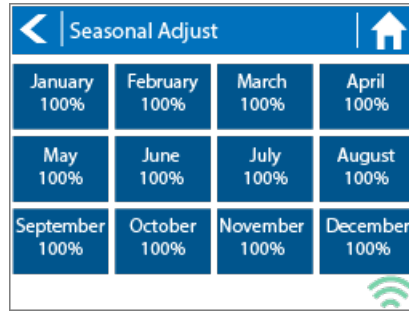 Seasonal Adjust
January February March April
100% 100% 100% 100%
May June July August
100% 100% 100% 100%
September October November December
100% 100% 100% 100%